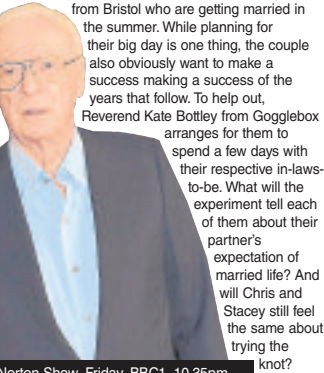 from Bristol who are getting married in
the summer. While planning for
their big day is one thing, the couple
also obviously want to make a
success making a success of the
years that follow. To help out,
Reverend Kate Bottley from Gogglebox
arranges for them to
spend a few days with
their respective in-laws-
to-be. What will the
experiment tell each
of them about their
partner's
expectation of
married life? And
will Chris and
Stacey still feel
the same about
trying the
knot?
Norton Show, Friday, BBC1, 10.35pm